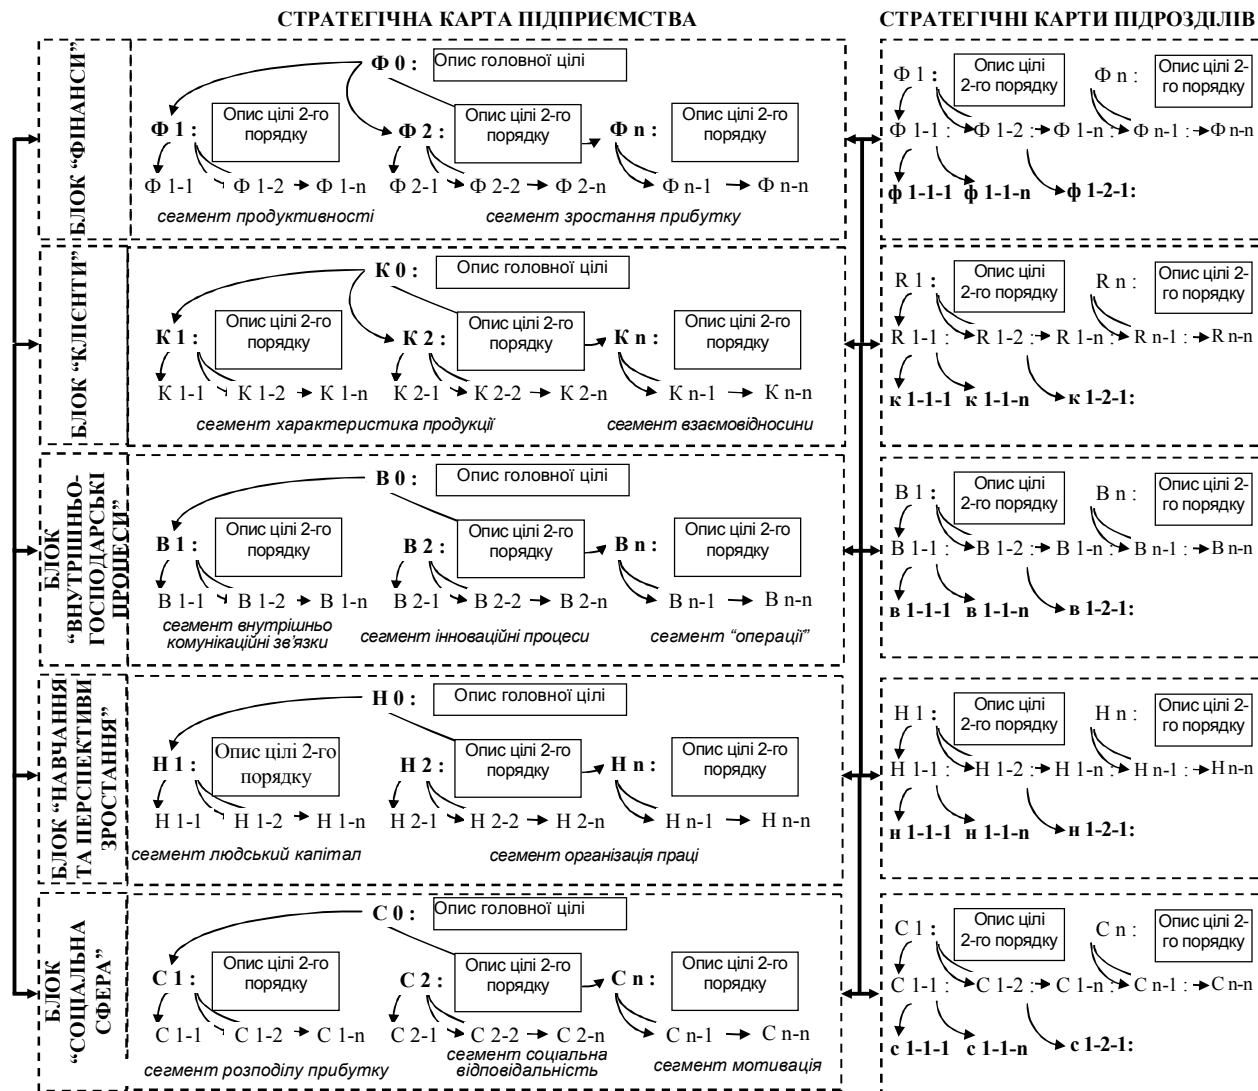 СТРАТЕГІЧНА КАРТА ПІДПРИЄМСТВА
СТРАТЕГІЧНІ КАРТИ ПІДРОЗДІЛІВ
БЛОК “ФІНАНСИ”
Ф 0 : Опис головної цілі
Ф 1 : Опис цілі 2-го
порядку
Ф 2 : Опис цілі 2-го
порядку
Ф n : Опис цілі 2-го
порядку
Ф 1-1 Ф 1-2 Ф 1-n Ф 2-1 Ф 2-2 Ф 2-n Ф n-1 Ф n-n
сегмент продуктивності сегмент зростання прибутку
Ф 1 : Опис цілі
2-го порядку
Ф n : Опис цілі 2-
го порядку
Ф 1-1 : Ф 1-2 : Ф 1-n : Ф n-1 : Ф n-n
ф 1-1-1 ф 1-1-n ф 1-2-1:
БЛОК “КЛІЄНТИ”
К 0 : Опис головної цілі
К 1 : Опис цілі 2-го
порядку
К 2 : Опис цілі 2-го
порядку
К n : Опис цілі 2-го
порядку
К 1-1 К 1-2 К 1-n К 2-1 К 2-2 К 2-n К n-1 К n-n
сегмент характеристика продукції сегмент взаємовідносини
R 1 : Опис цілі
2-го порядку
R n : Опис цілі 2-
го порядку
R 1-1 : R 1-2 : R 1-n : R n-1 : R n-n
к 1-1-1 к 1-1-n к 1-2-1:
БЛОК
“ВНУТРІШНЬО-
ГОСПОДАРСЬКІ
ПРОЦЕСИ”
В 0 : Опис головної цілі
В 1 : Опис цілі 2-го
порядку
В 2 : Опис цілі 2-го
порядку
В n : Опис цілі 2-го
порядку
В 1-1 В 1-2 В 1-n В 2-1 В 2-2 В 2-n В n-1 В n-n
сегмент внутрішньо
комунікаційні зв’язки
сегмент інноваційні процеси сегмент “операції”
В 1 : Опис цілі
2-го порядку
В n : Опис цілі 2-
го порядку
В 1-1 : В 1-2 : В 1-n : В n-1 : В n-n
в 1-1-1 в 1-1-n в 1-2-1:
БЛОК “НАВЧАННЯ
ТА ПЕРСПЕКТИВИ
ЗРОСТАННЯ”
Н 0 : Опис головної цілі
Н 1 : Опис цілі 2-го
порядку
Н 2 : Опис цілі 2-го
порядку
Н n : Опис цілі 2-го
порядку
Н 1-1 Н 1-2 Н 1-n Н 2-1 Н 2-2 Н 2-n Н n-1 Н n-n
сегмент людський капітал сегмент організація праці
Н 1 : Опис цілі
2-го порядку
Н n : Опис цілі 2-
го порядку
Н 1-1 : Н 1-2 : Н 1-n : Н n-1 : Н n-n
н 1-1-1 н 1-1-n н 1-2-1:
БЛОК
“СОЦІАЛЬНА
СФЕРА”
С 0 : Опис головної цілі
С 1 : Опис цілі 2-го
порядку
С 2 : Опис цілі 2-го
порядку
С n : Опис цілі 2-го
порядку
С 1-1 С 1-2 С 1-n С 2-1 С 2-2 С 2-n С n-1 С n-n
сегмент розподілу прибутку
сегмент соціальна
відповідальність
сегмент мотивація
С 1 : Опис цілі
2-го порядку
С n : Опис цілі 2-
го порядку
С 1-1 : С 1-2 : С 1-n : С n-1 : С n-n
с 1-1-1 с 1-1-n с 1-2-1: